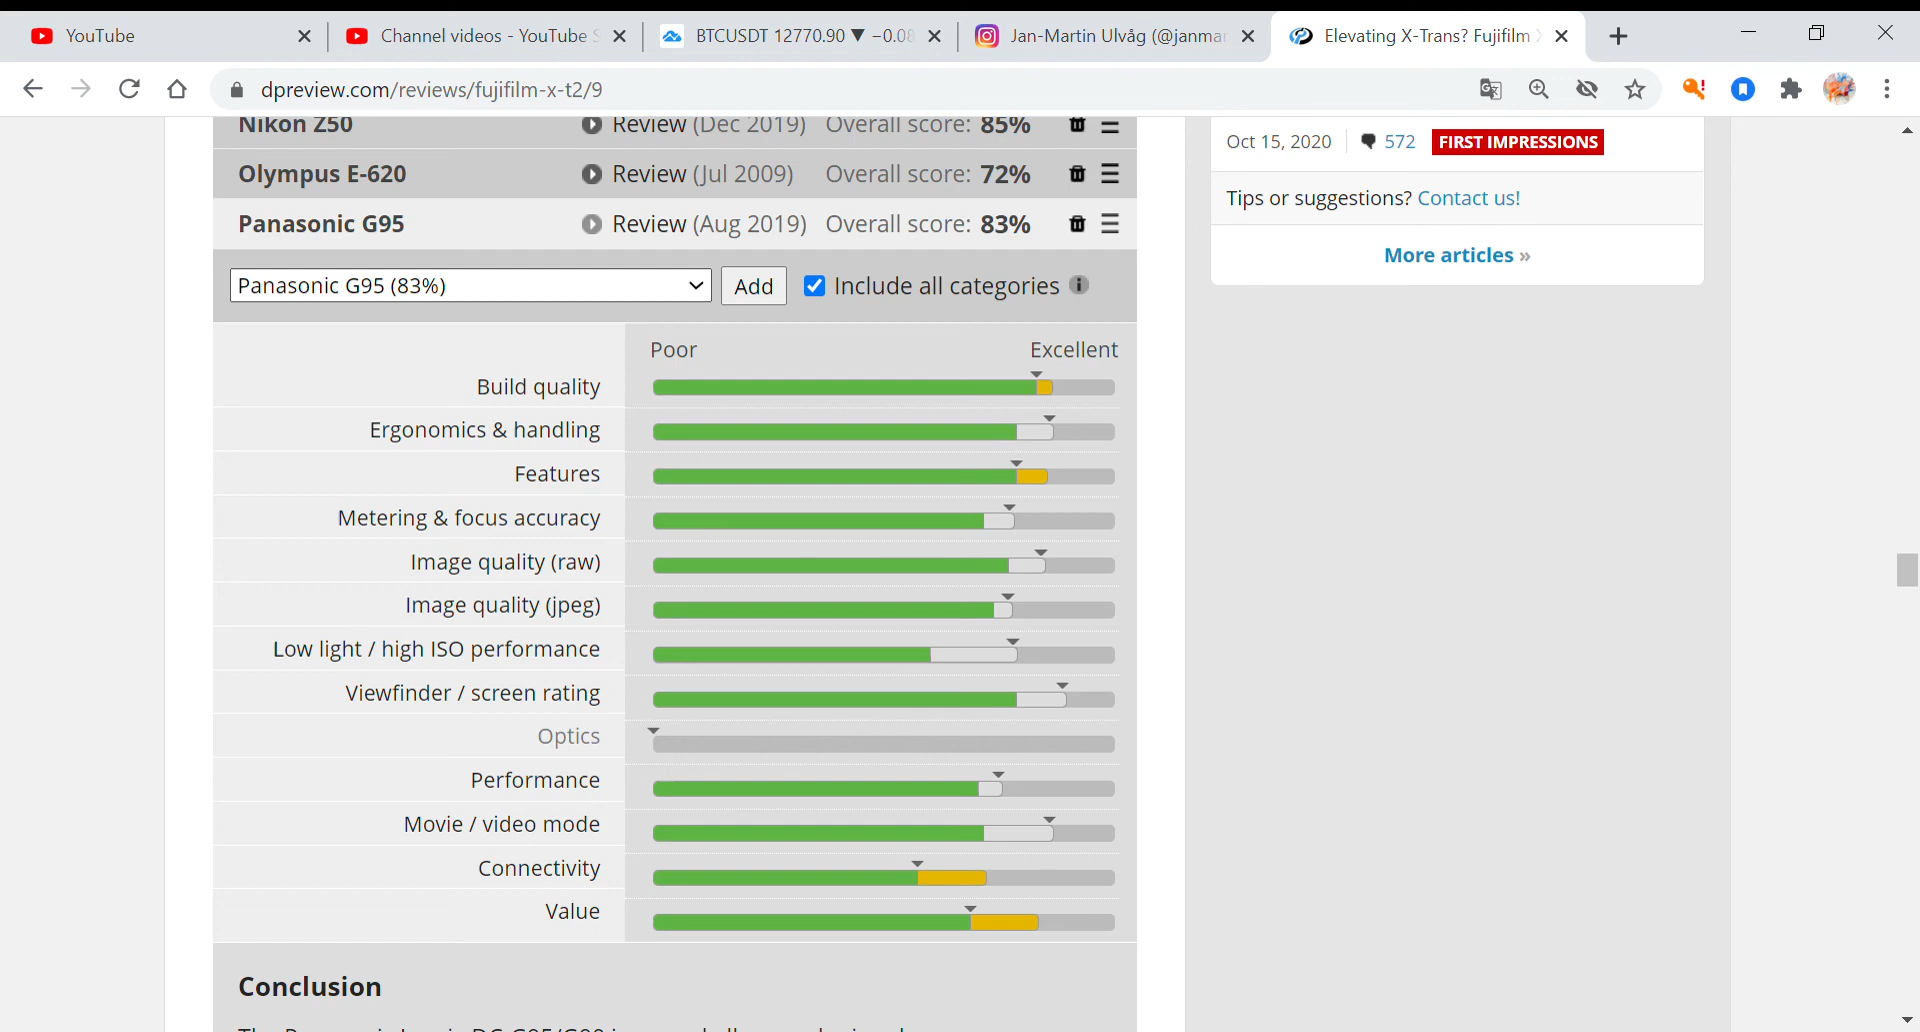 YouTube
Channel videos - YouTube S
BTCUSDT 12770.90 ▼ −0.08
Jan-Martin Ulvåg (@janmar
Elevating X-Trans? Fujifilm
dpreview.com/reviews/fujifilm-x-t2/9
Nikon Z50 Review (Dec 2019) Overall score: 85%
Olympus E-620 Review (Jul 2009) Overall score: 72%
Panasonic G95 Review (Aug 2019) Overall score: 83%
Panasonic G95 (83%) Add Include all categories
Poor Excellent
Build quality
Ergonomics & handling
Features
Metering & focus accuracy
Image quality (raw)
Image quality (jpeg)
Low light / high ISO performance
Viewfinder / screen rating
Optics
Performance
Movie / video mode
Connectivity
Value
Conclusion
Oct 15, 2020 572 FIRST IMPRESSIONS
Tips or suggestions? Contact us!
More articles »